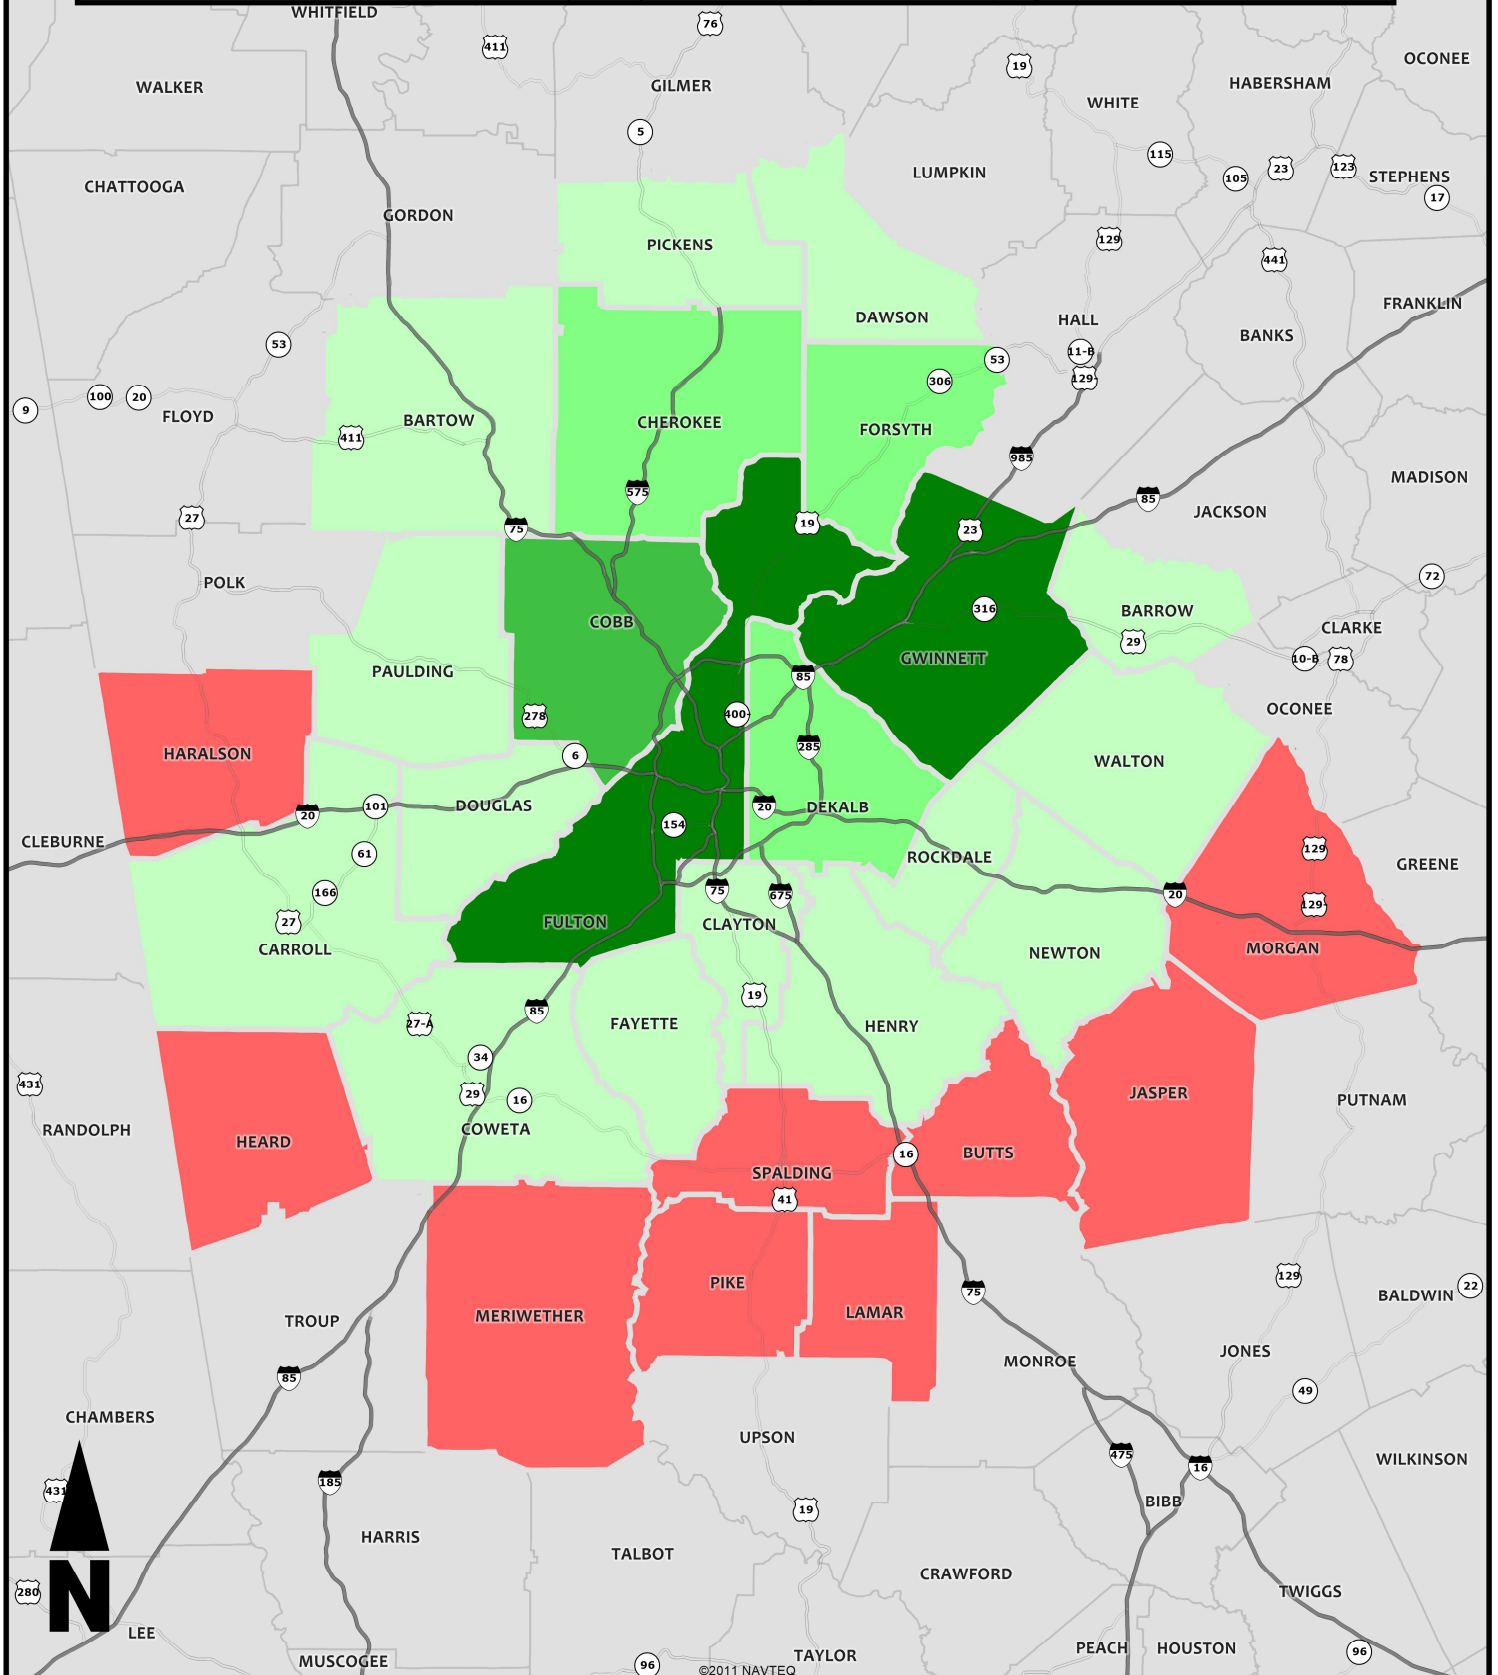 WHITFIELD
76
411
19
OCONEE
WALKER
GILMER
WHITE
HABERSHAM
5
115
LUMPKIN
105
23
123
STEPHENS
17
CHATTOOGA
GORDON
PICKENS
129
441
DAWSON
HALL
FRANKLIN
BANKS
53
11-B
53
129-
306
9
100
20
FLOYD
BARTOW
CHEROKEE
FORSYTH
411
985
MADISON
575
85
JACKSON
27
75
19
23
POLK
72
COBB
316
BARROW
29
CLARKE
PAULDING
GWINNETT
10-B
78
85
278
400-
OCONEE
HARALSON
6
285
WALTON
20
101
DOUGLAS
20
DEKALB
154
CLEBURNE
61
ROCKDALE
129
GREENE
166
75
675
20
129-
27
FULTON
CLAYTON
CARROLL
NEWTON
MORGAN
19
85
27-A
FAYETTE
HENRY
34
431
29
16
JASPER
PUTNAM
RANDOLPH
HEARD
COWETA
16
BUTTS
SPALDING
41
129
PIKE
75
22
BALDWIN
TROUP
MERIWETHER
LAMAR
JONES
MONROE
85
49
CHAMBERS
UPSON
475
WILKINSON
16
185
431
BIBB
19
HARRIS
TALBOT
CRAWFORD
280
TWIGGS
N
LEE
PEACH
HOUSTON
96
MUSCOGEE
96
TAYLOR
©2011 NAVTEQ